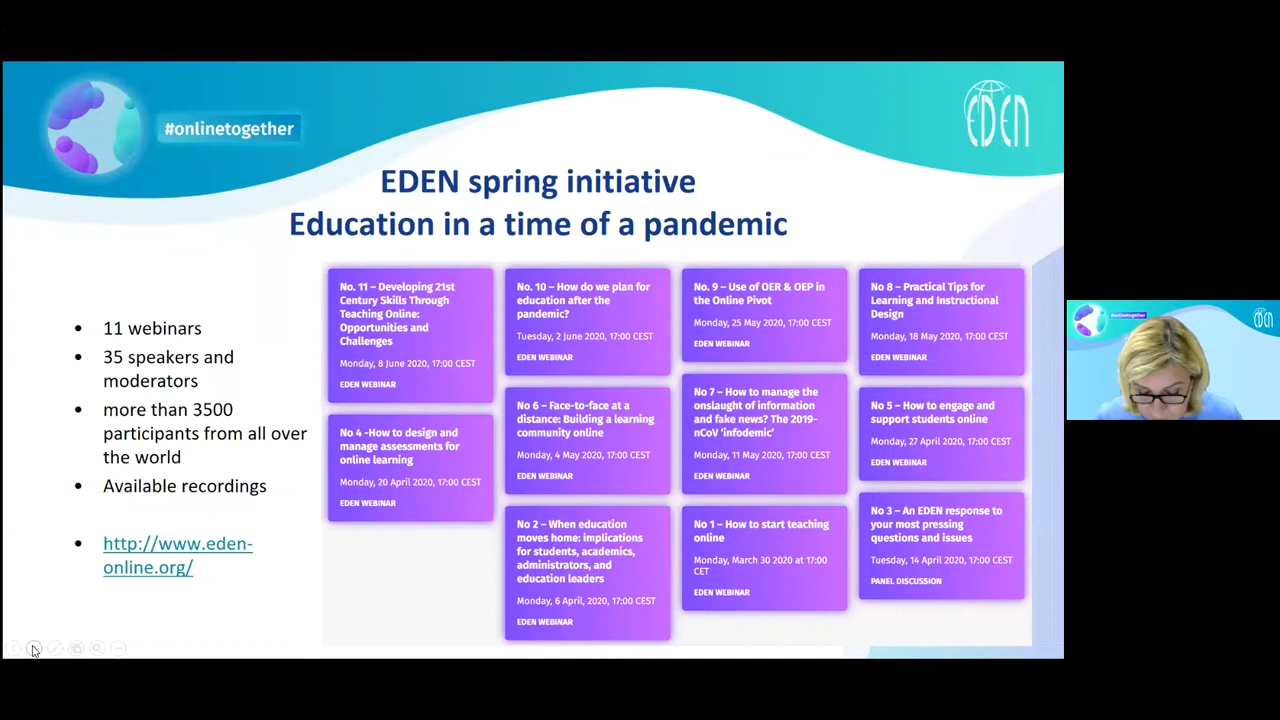 #onlinetogether
EDEN
EDEN spring initiative
Education in a time of a pandemic
11 webinars
35 speakers and
moderators
more than 3500
participants from all over
the world
Available recordings
http://www.eden-
online.org/
No. 11 – Developing 21st
Century Skills Through
Teaching Online:
Opportunities and
Challenges
Monday, 8 June 2020, 17:00 CEST
EDEN WEBINAR
No 4 -How to design and
manage assessments for
online learning
Monday, 20 April 2020, 17:00 CEST
EDEN WEBINAR
No. 10 – How do we plan for
education after the
pandemic?
Tuesday, 2 June 2020, 17:00 CEST
EDEN WEBINAR
No 6 – Face-to-face at a
distance: Building a learning
community online
Monday, 4 May 2020, 17:00 CEST
EDEN WEBINAR
No 2 – When education
moves home: implications
for students, academics,
administrators, and
education leaders
Monday, 6 April, 2020, 17:00 CEST
EDEN WEBINAR
No. 9 – Use of OER & OEP in
the Online Pivot
Monday, 25 May 2020, 17:00 CEST
EDEN WEBINAR
No 7 – How to manage the
onslaught of information
and fake news? The 2019-
nCoV ‘infodemic’
Monday, 11 May 2020, 17:00 CEST
EDEN WEBINAR
No 1 – How to start teaching
online
Monday, March 30 2020 at 17:00
CET
EDEN WEBINAR
No 8 – Practical Tips for
Learning and Instructional
Design
Monday, 18 May 2020, 17:00 CEST
EDEN WEBINAR
No 5 – How to engage and
support students online
Monday, 27 April 2020, 17:00 CEST
EDEN WEBINAR
No 3 – An EDEN response to
your most pressing
questions and issues
Tuesday, 14 April 2020, 17:00 CEST
PANEL DISCUSSION
#onlinetogether
EDEN